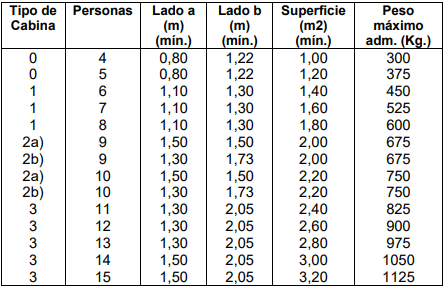 Tipo de Cabina Personas Lado a (m) (mín.) Lado b (m) (mín.) Superficie (m2) (mín.) Peso máximo adm. (Kg.)
0 4 0,80 1,22 1,00 300
0 5 0,80 1,22 1,20 375
1 6 1,10 1,30 1,40 450
1 7 1,10 1,30 1,60 525
1 8 1,10 1,30 1,80 600
2a) 9 1,50 1,50 2,00 675
2b) 9 1,30 1,73 2,00 675
2a) 10 1,50 1,50 2,20 750
2b) 10 1,30 1,73 2,20 750
3 11 1,30 2,05 2,40 825
3 12 1,30 2,05 2,60 900
3 13 1,30 2,05 2,80 975
3 14 1,50 2,05 3,00 1050
3 15 1,50 2,05 3,20 1125